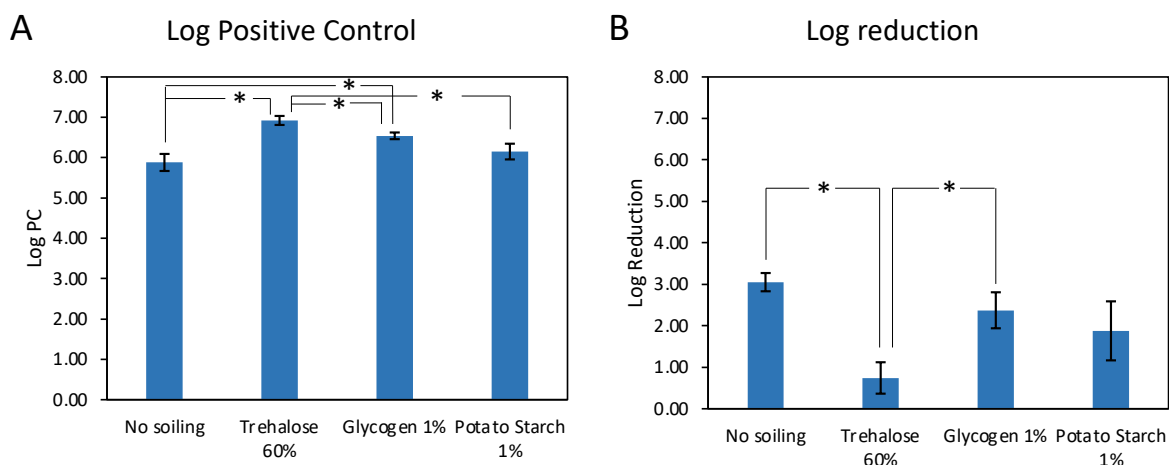 A
Log Positive Control
8.00
7.00
6.00
5.00
4.00
3.00
2.00
1.00
0.00
Log PC
*
*
*
*
No soiling
Trehalose
60%
Glycogen 1%
Potato Starch
1%
B
Log reduction
8.00
7.00
6.00
5.00
4.00
3.00
2.00
1.00
0.00
Log Reduction
*
*
No soiling
Trehalose
60%
Glycogen 1%
Potato Starch
1%